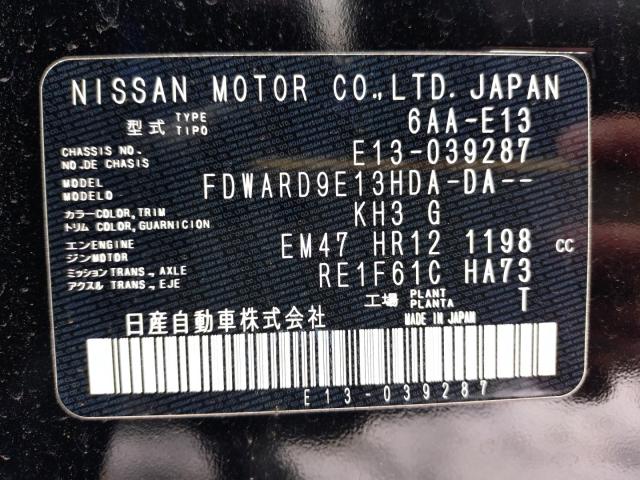 NISSAN MOTOR CO.,LTD. JAPAN
型式 TYPE TIPO 6AA-E13
CHASSIS NO. NO.DE CHASIS E13-039287
MODEL MODELO FDWARD9E13HDA-DA--
カラー COLOR, TRIM トリム COLOR, GUARNICION KH3 G
エンジン ENGINE MOTOR EM47 HR12 1198 cc
ミッション TRANS., AXLE アクスル TRANS., EJE RE1F61C HA73
工場 PLANT PLANTA T
日産自動車株式会社 MADE IN JAPAN
E13-039287